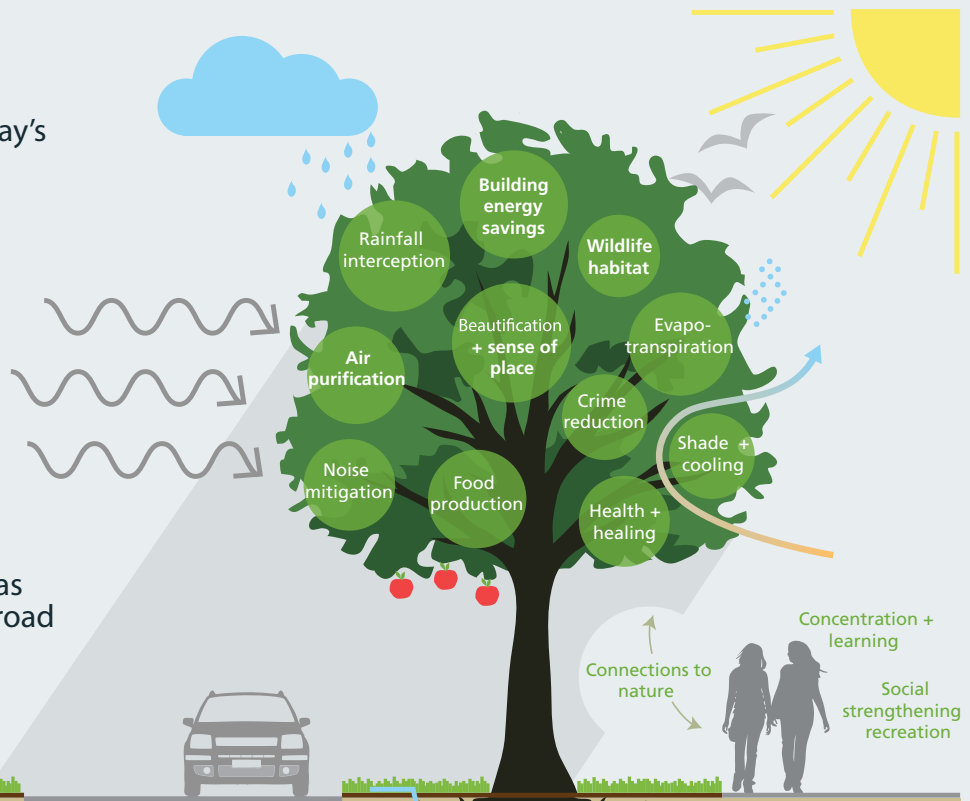 ay's
as
road
Building
energy
savings
Rainfall
interception
Wildlife
habitat
Beautification
+ sense of
place
Evapo-
transpiration
Air
purification
Crime
reduction
Shade +
cooling
Noise
mitigation
Food
production
Health +
healing
Concentration +
learning
Connections to
nature
Social
strengthening
recreation